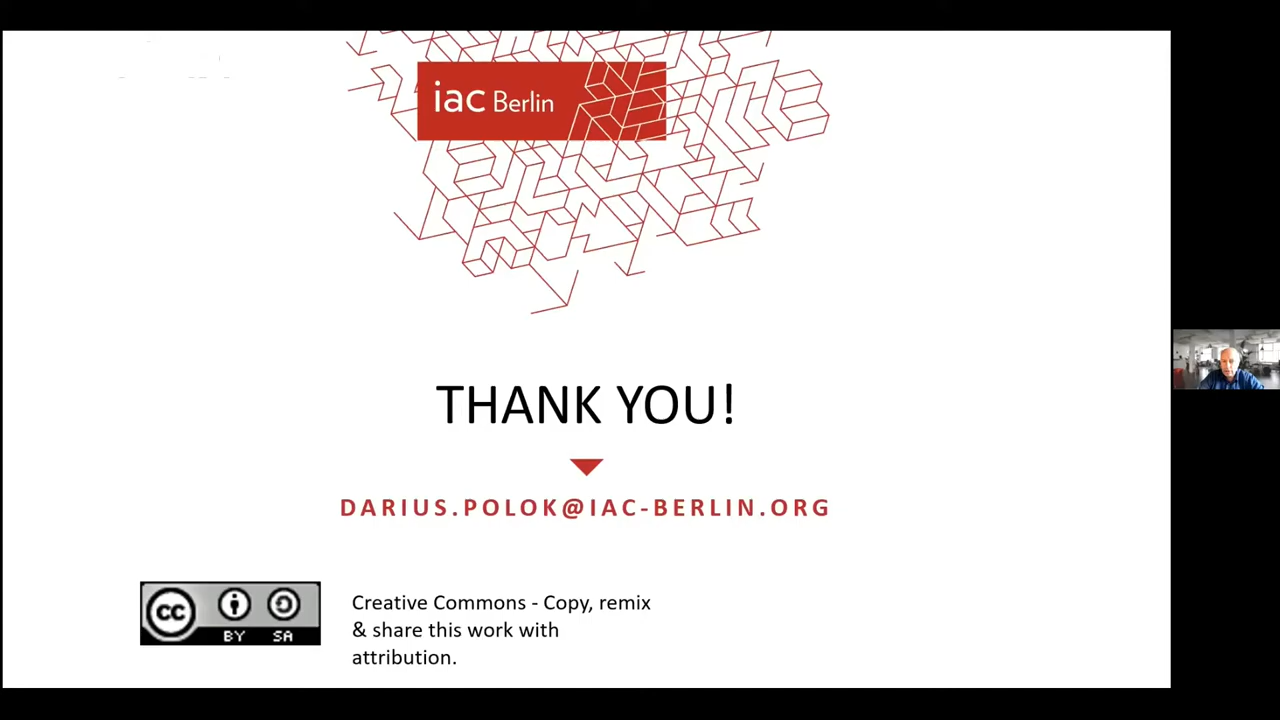 iac Berlin
THANK YOU!
DARIUS.POLOK@IAC-BERLIN.ORG
CC
BY SA
Creative Commons - Copy, remix
& share this work with
attribution.